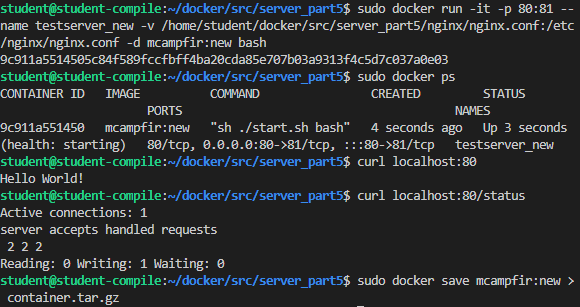 student@student-compile:~/docker/src/server_part5$ sudo docker run -it -p 80:81 --
name testserver_new -v /home/student/docker/src/server_part5/nginx/nginx.conf:/etc
/nginx/nginx.conf -d mcampfir:new bash
9c911a5514505c84f589fccfbff4ba20cda85e707b03a9313f4c5d7c037a0e03
student@student-compile:~/docker/src/server_part5$ sudo docker ps
CONTAINER ID   IMAGE          COMMAND                  CREATED         STATUS
                 PORTS                                   NAMES
9c911a551450   mcampfir:new   "sh ./start.sh bash"   4 seconds ago   Up 3 seconds
(health: starting)   80/tcp, 0.0.0.0:80->81/tcp, :::80->81/tcp   testserver_new
student@student-compile:~/docker/src/server_part5$ curl localhost:80
Hello World!
student@student-compile:~/docker/src/server_part5$ curl localhost:80/status
Active connections: 1
server accepts handled requests
 2 2 2
Reading: 0 Writing: 1 Waiting: 0
student@student-compile:~/docker/src/server_part5$ sudo docker save mcampfir:new >
 container.tar.gz